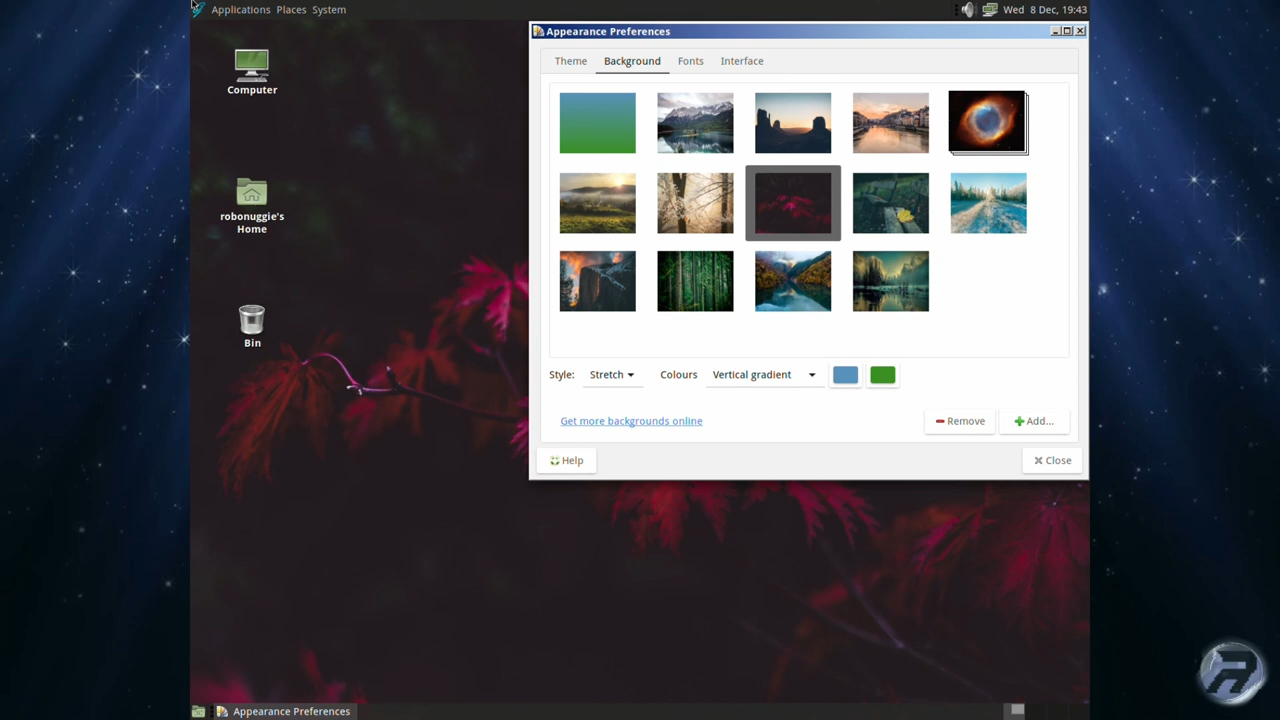 Applications Places System
Wed 8 Dec, 19:43
Appearance Preferences
Theme Background Fonts Interface
Computer
robonuggie's
Home
Bin
Style: Stretch Colours Vertical gradient
Get more backgrounds online
Remove Add...
Help Close
Appearance Preferences